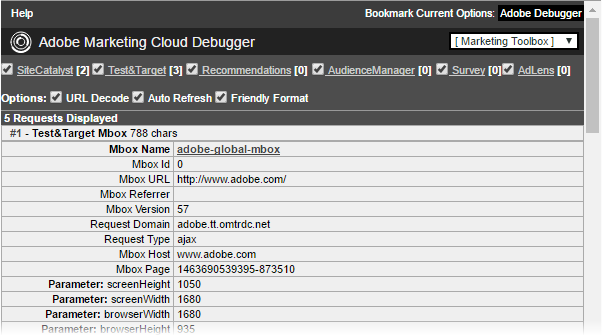 Help Bookmark Current Options: Adobe Debugger
Adobe Marketing Cloud Debugger [ Marketing Toolbox ]
SiteCatalyst [2] Test&Target [3] Recommendations [0] AudienceManager [0] Survey [0] AdLens [0]
Options: URL Decode Auto Refresh Friendly Format
5 Requests Displayed
#1 - Test&Target Mbox 788 chars
Mbox Name adobe-global-mbox
Mbox Id 0
Mbox URL http://www.adobe.com/
Mbox Referrer
Mbox Version 57
Request Domain adobe.tt.omtrdc.net
Request Type ajax
Mbox Host www.adobe.com
Mbox Page 1463690539395-873510
Parameter: screenHeight 1050
Parameter: screenWidth 1680
Parameter: browserWidth 1680
Parameter: browserHeight 935